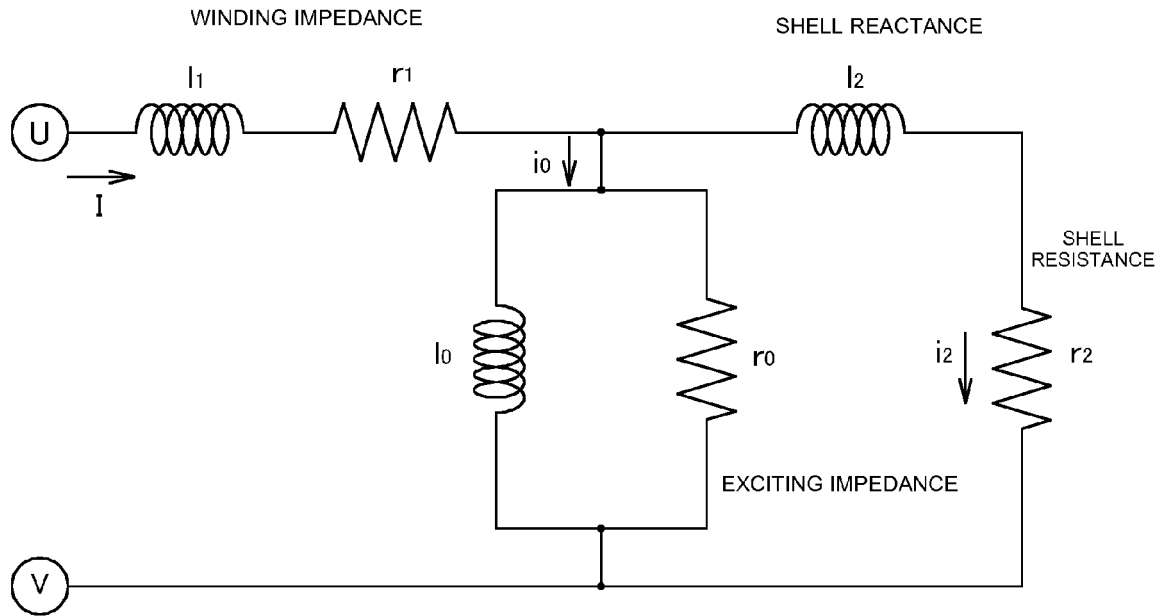 WINDING IMPEDANCE
SHELL REACTANCE
l1
r1
l2
U
I
i0
SHELL
RESISTANCE
l0
r0
i2
r2
EXCITING IMPEDANCE
V